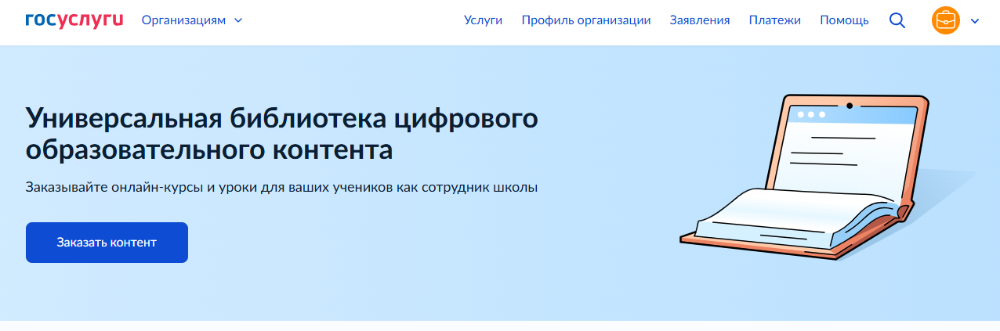 госуслуги Организациям Услуги Профиль организации Заявления Платежи Помощь
Универсальная библиотека цифрового
образовательного контента
Заказывайте онлайн-курсы и уроки для ваших учеников как сотрудник школы
Заказать контент